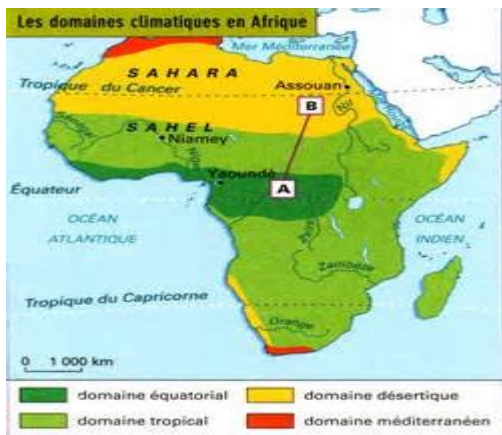 Les domaines climatiques en Afrique
Mer Méditerranée
SAHARA
Assouan
Tropique du Cancer
B
Nil
SAHEL
Sénégal
Niamey
Niger
Yaoundé
A
Équateur
OCÉAN
ATLANTIQUE
OCÉAN
INDIEN
Zambèze
Tropique du Capricorne
Orange
0 1 000 km
domaine équatorial
domaine désertique
domaine tropical
domaine méditerranéen